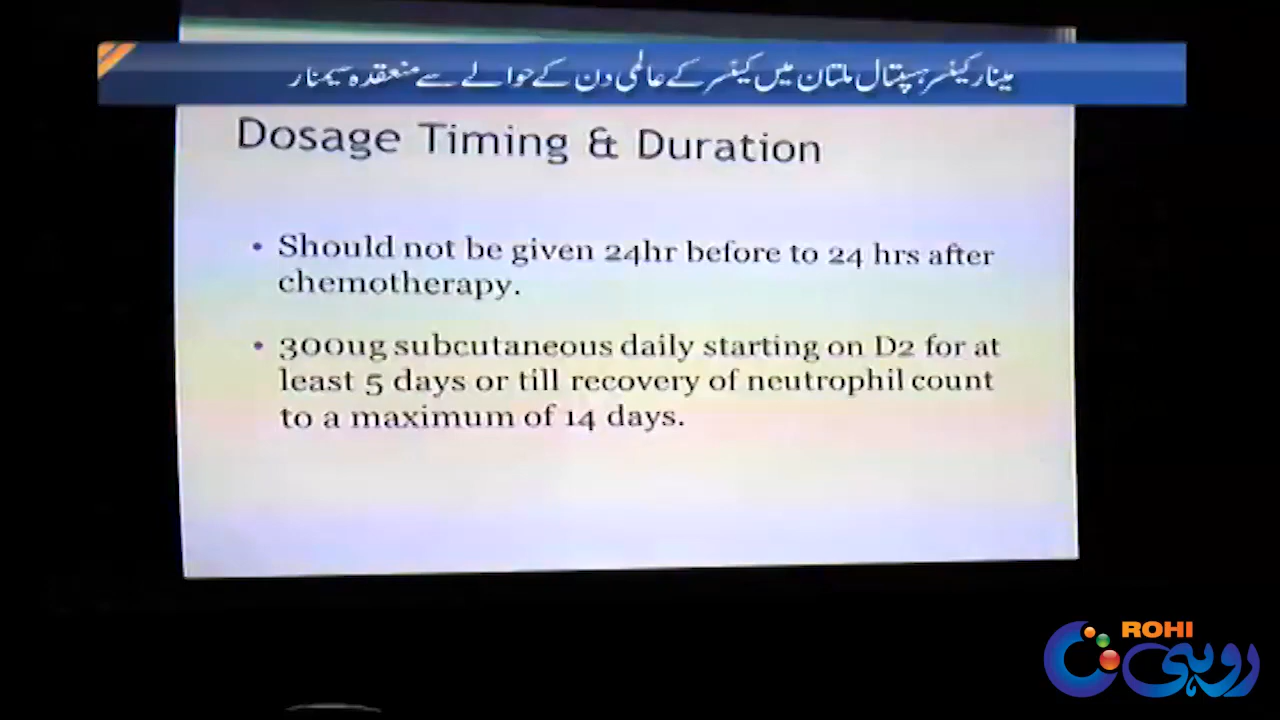 مینار کینسر ہسپتال ملتان میں کینسر کے عالمی دن کے حوالے سے منعقدہ سیمنار
Dosage Timing & Duration
• Should not be given 24hr before to 24 hrs after
chemotherapy.
• 300ug subcutaneous daily starting on D2 for at
least 5 days or till recovery of neutrophil count
to a maximum of 14 days.
ROHI
روہی